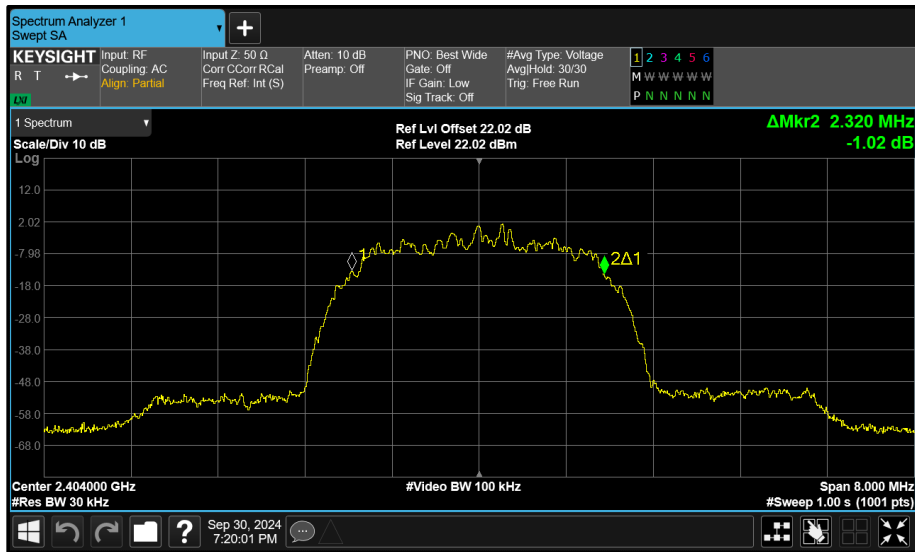 Spectrum Analyzer 1
Swept SA
+
KEYSIGHT
R T
LXI
Input: RF
Coupling: AC
Align: Partial
Input Z: 50 Ω
Corr CCorr RCal
Freq Ref: Int (S)
Atten: 10 dB
Preamp: Off
PNO: Best Wide
Gate: Off
IF Gain: Low
Sig Track: Off
#Avg Type: Voltage
Avg|Hold: 30/30
Trig: Free Run
1 2 3 4 5 6
M W W W W W
P N N N N N
1 Spectrum
Scale/Div 10 dB
Ref Lvl Offset 22.02 dB
Ref Level 22.02 dBm
ΔMkr2 2.320 MHz
-1.02 dB
Log
12.0
2.02
-7.98
-18.0
-28.0
-38.0
-48.0
-58.0
-68.0
1
2Δ1
Center 2.404000 GHz
#Res BW 30 kHz
#Video BW 100 kHz
Span 8.000 MHz
#Sweep 1.00 s (1001 pts)
?
Sep 30, 2024
7:20:01 PM